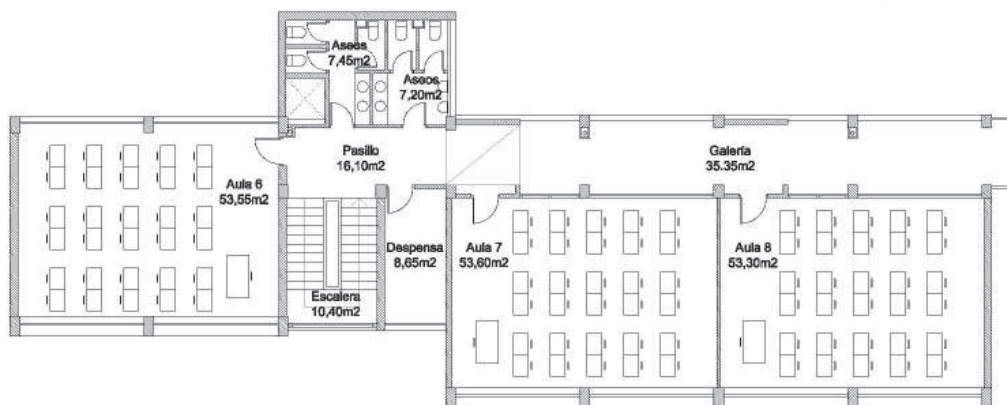 Aseos
7,45m2
Aseos
7,20m2
Pasillo
16,10m2
Galería
35.35m2
Aula 6
53,55m2
Despensa
8,65m2
Aula 7
53,60m2
Aula 8
53,30m2
Escalera
10,40m2